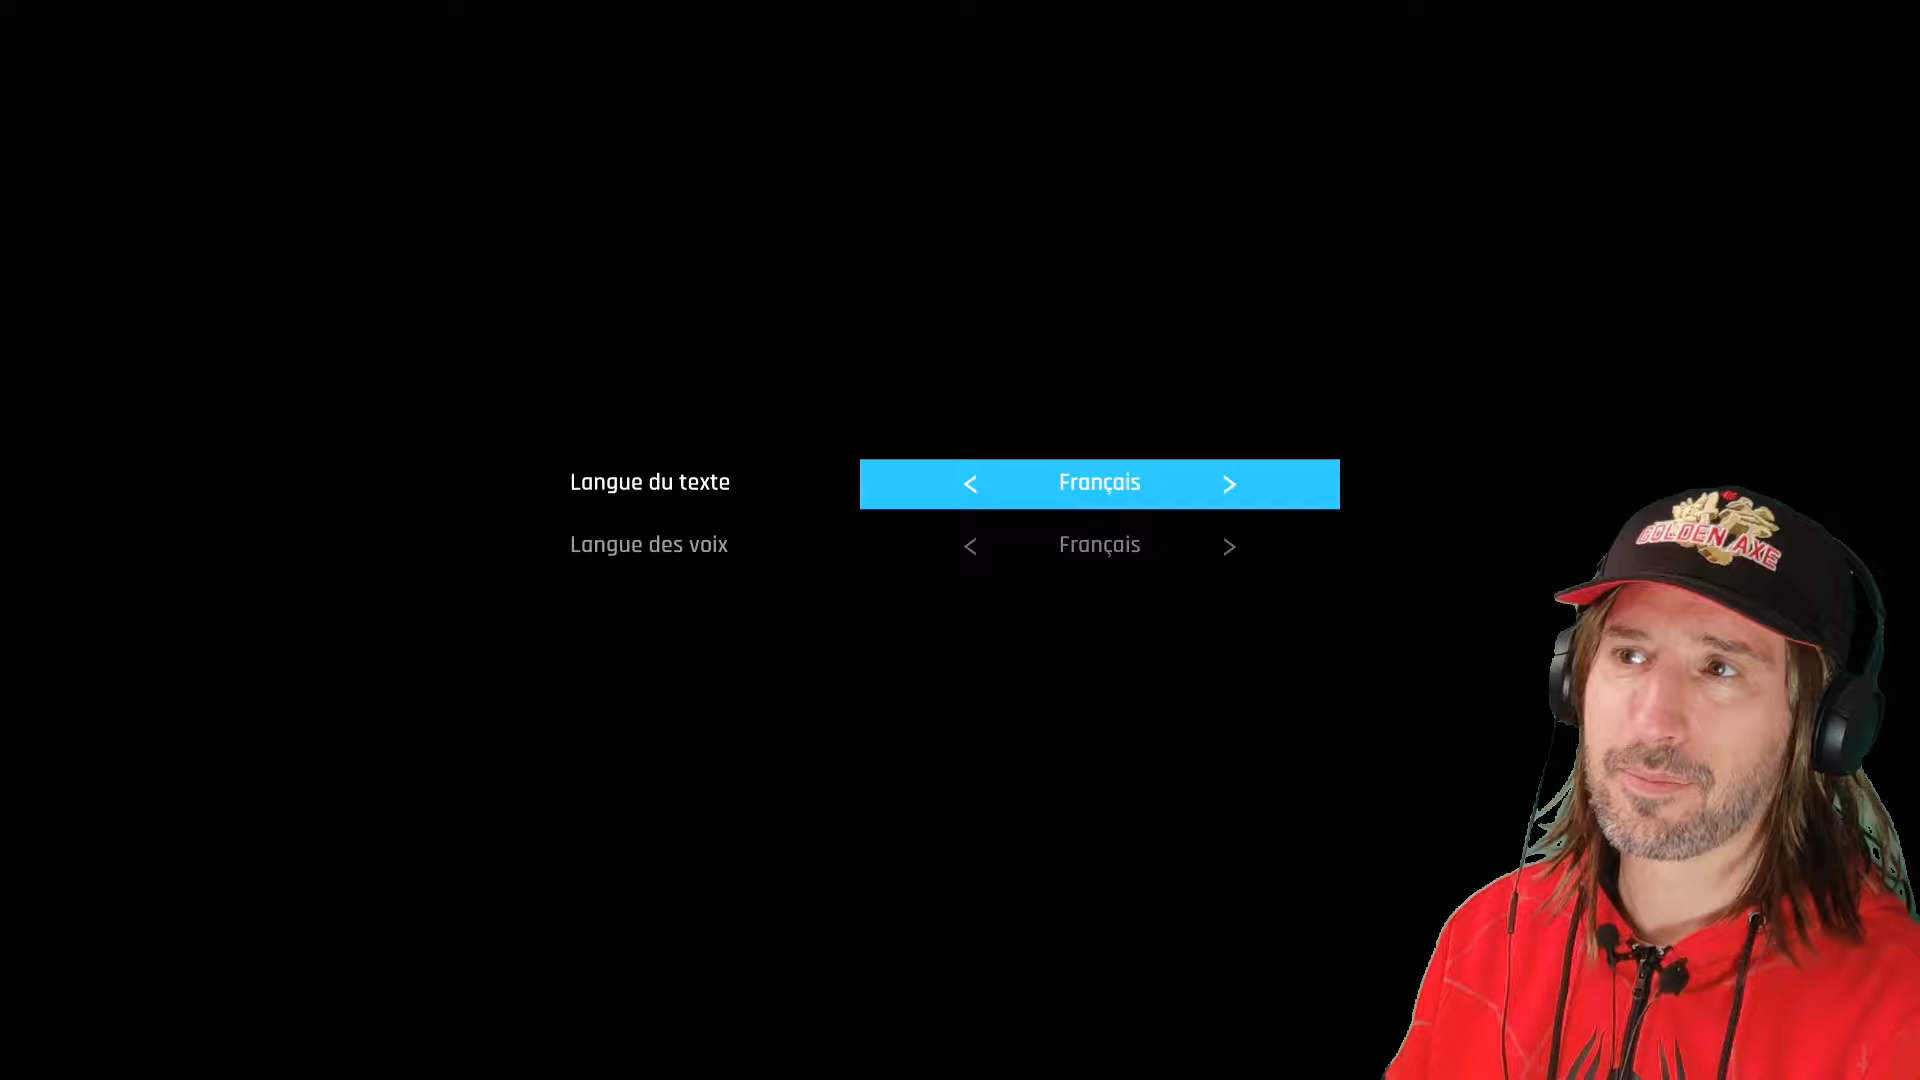 Langue du texte < Français >
Langue des voix < Français >
GOLDEN AXE